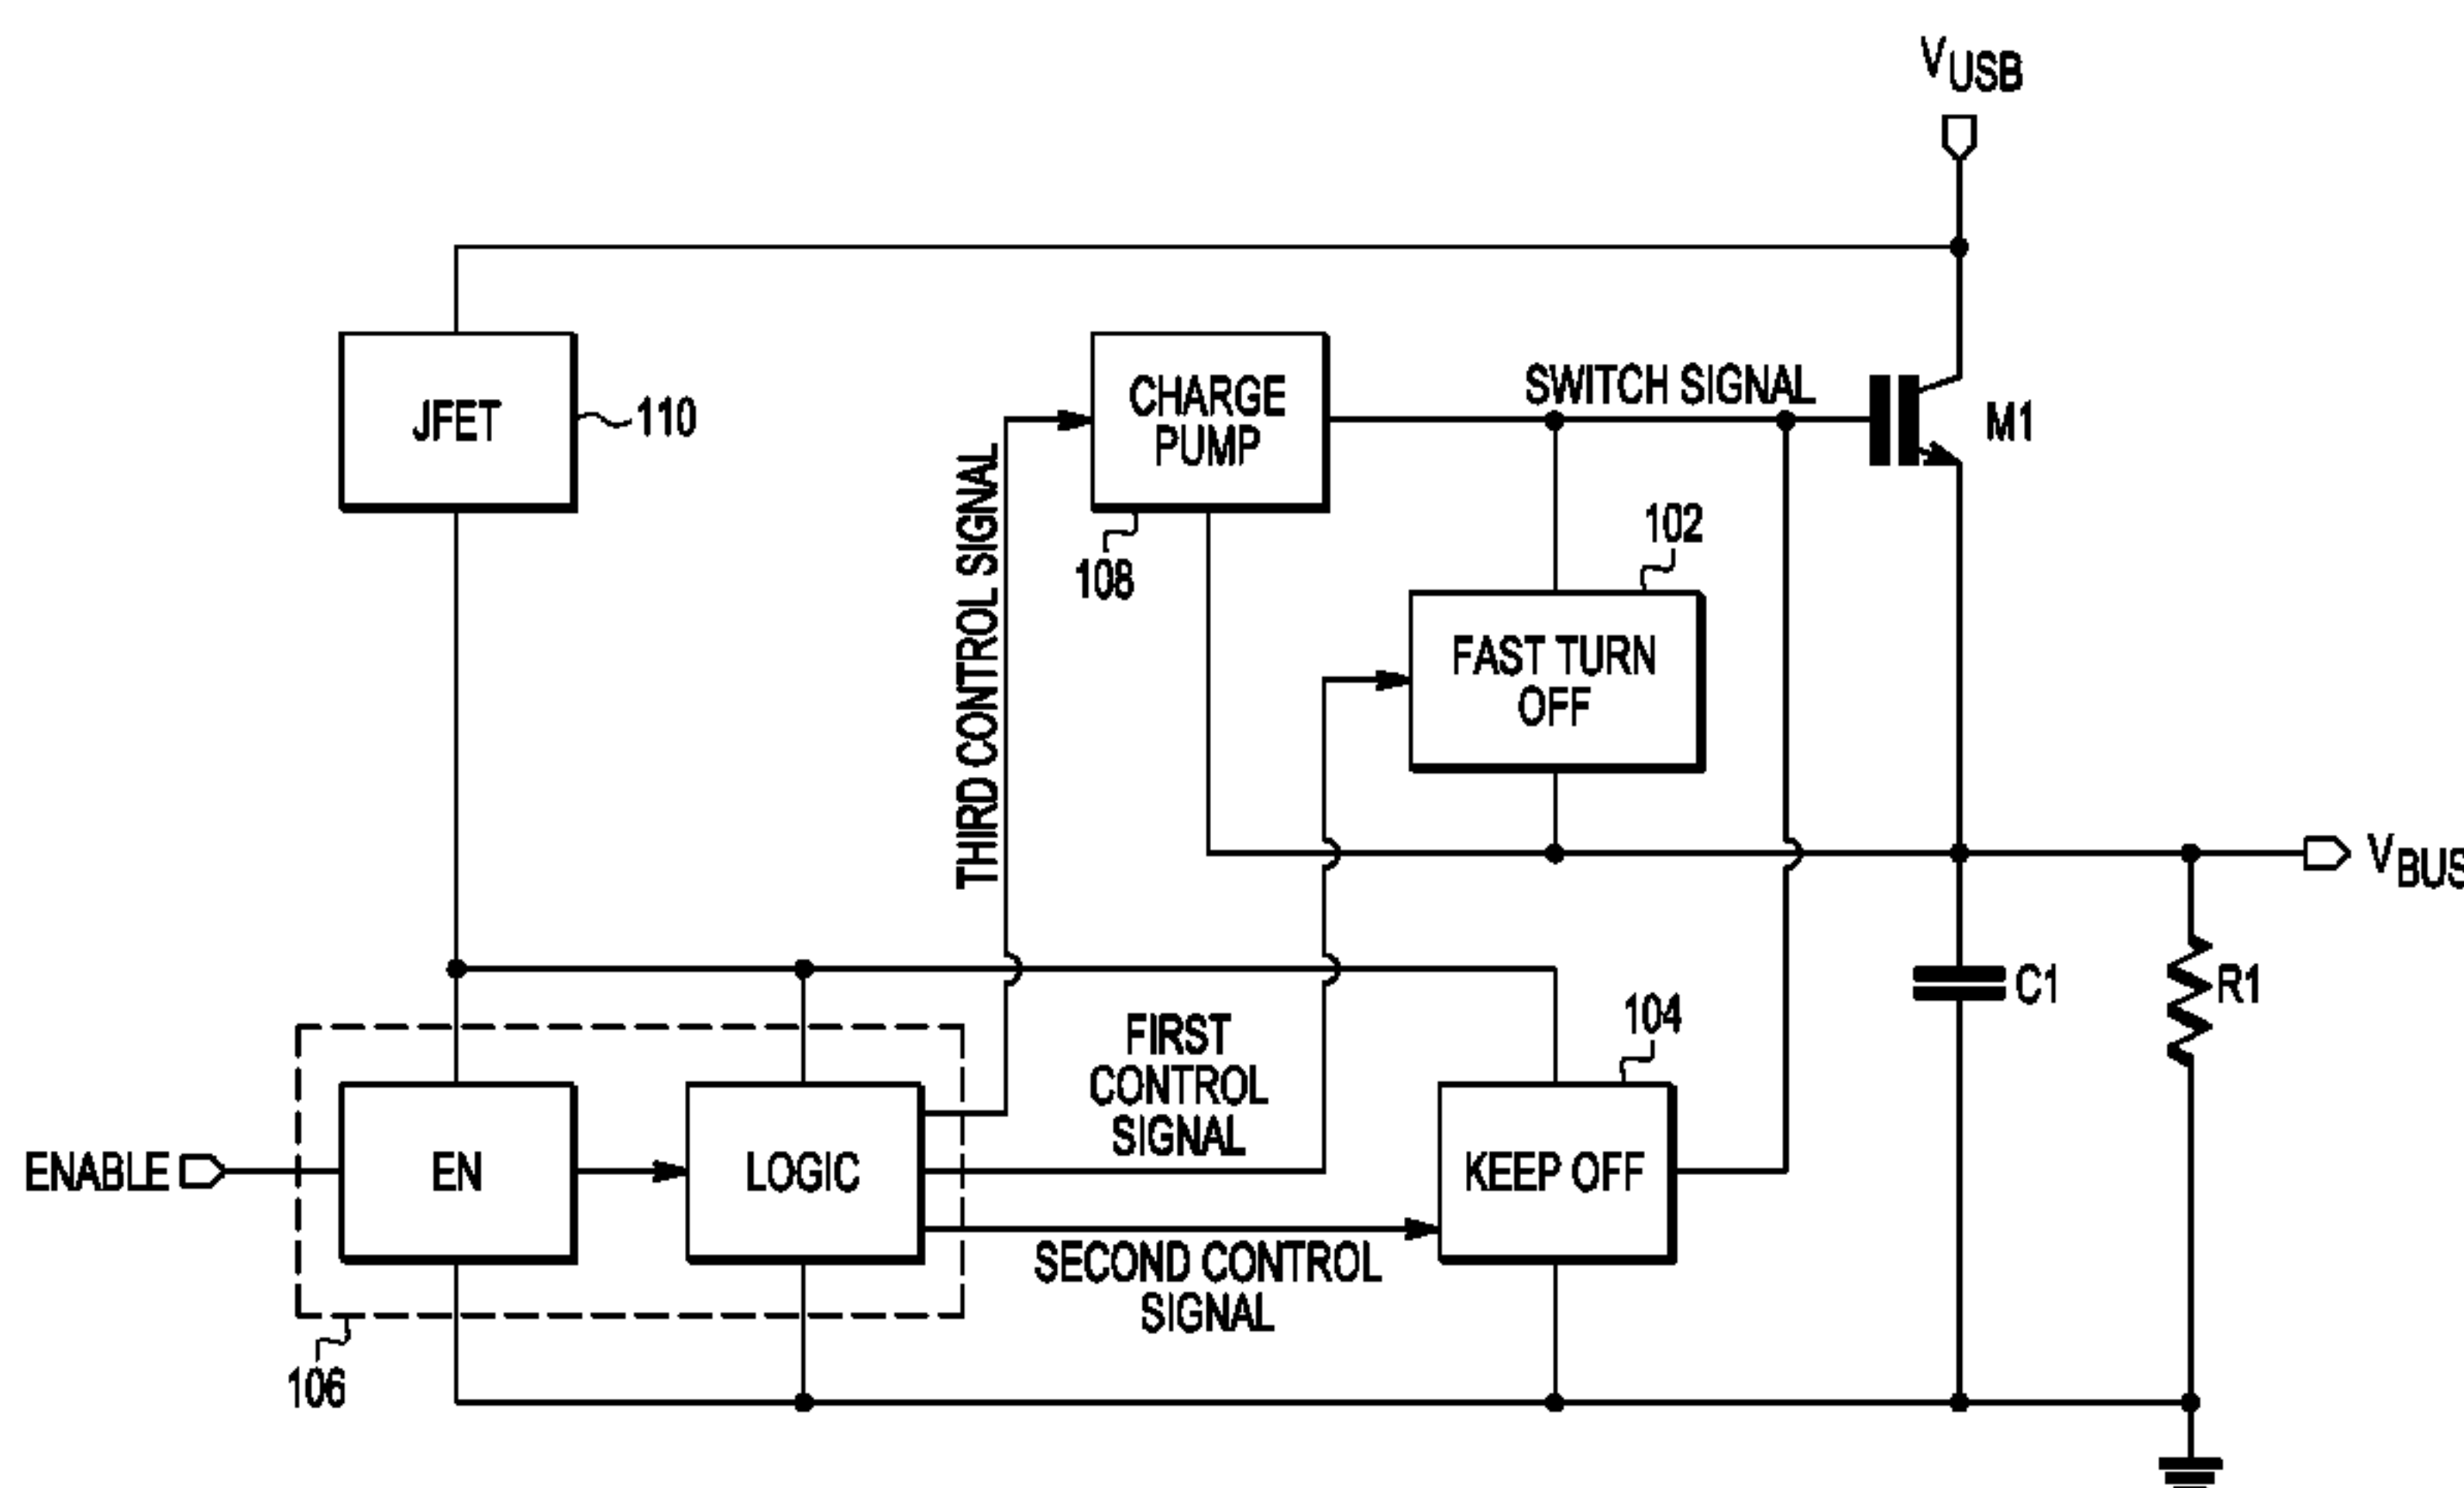 VUSB
JFET
110
CHARGE
PUMP
SWITCH SIGNAL
M1
108
102
THIRD CONTROL SIGNAL
FAST TURN
OFF
VBUS
C1
R1
FIRST
CONTROL
SIGNAL
104
ENABLE
EN
LOGIC
KEEP OFF
SECOND CONTROL
SIGNAL
106